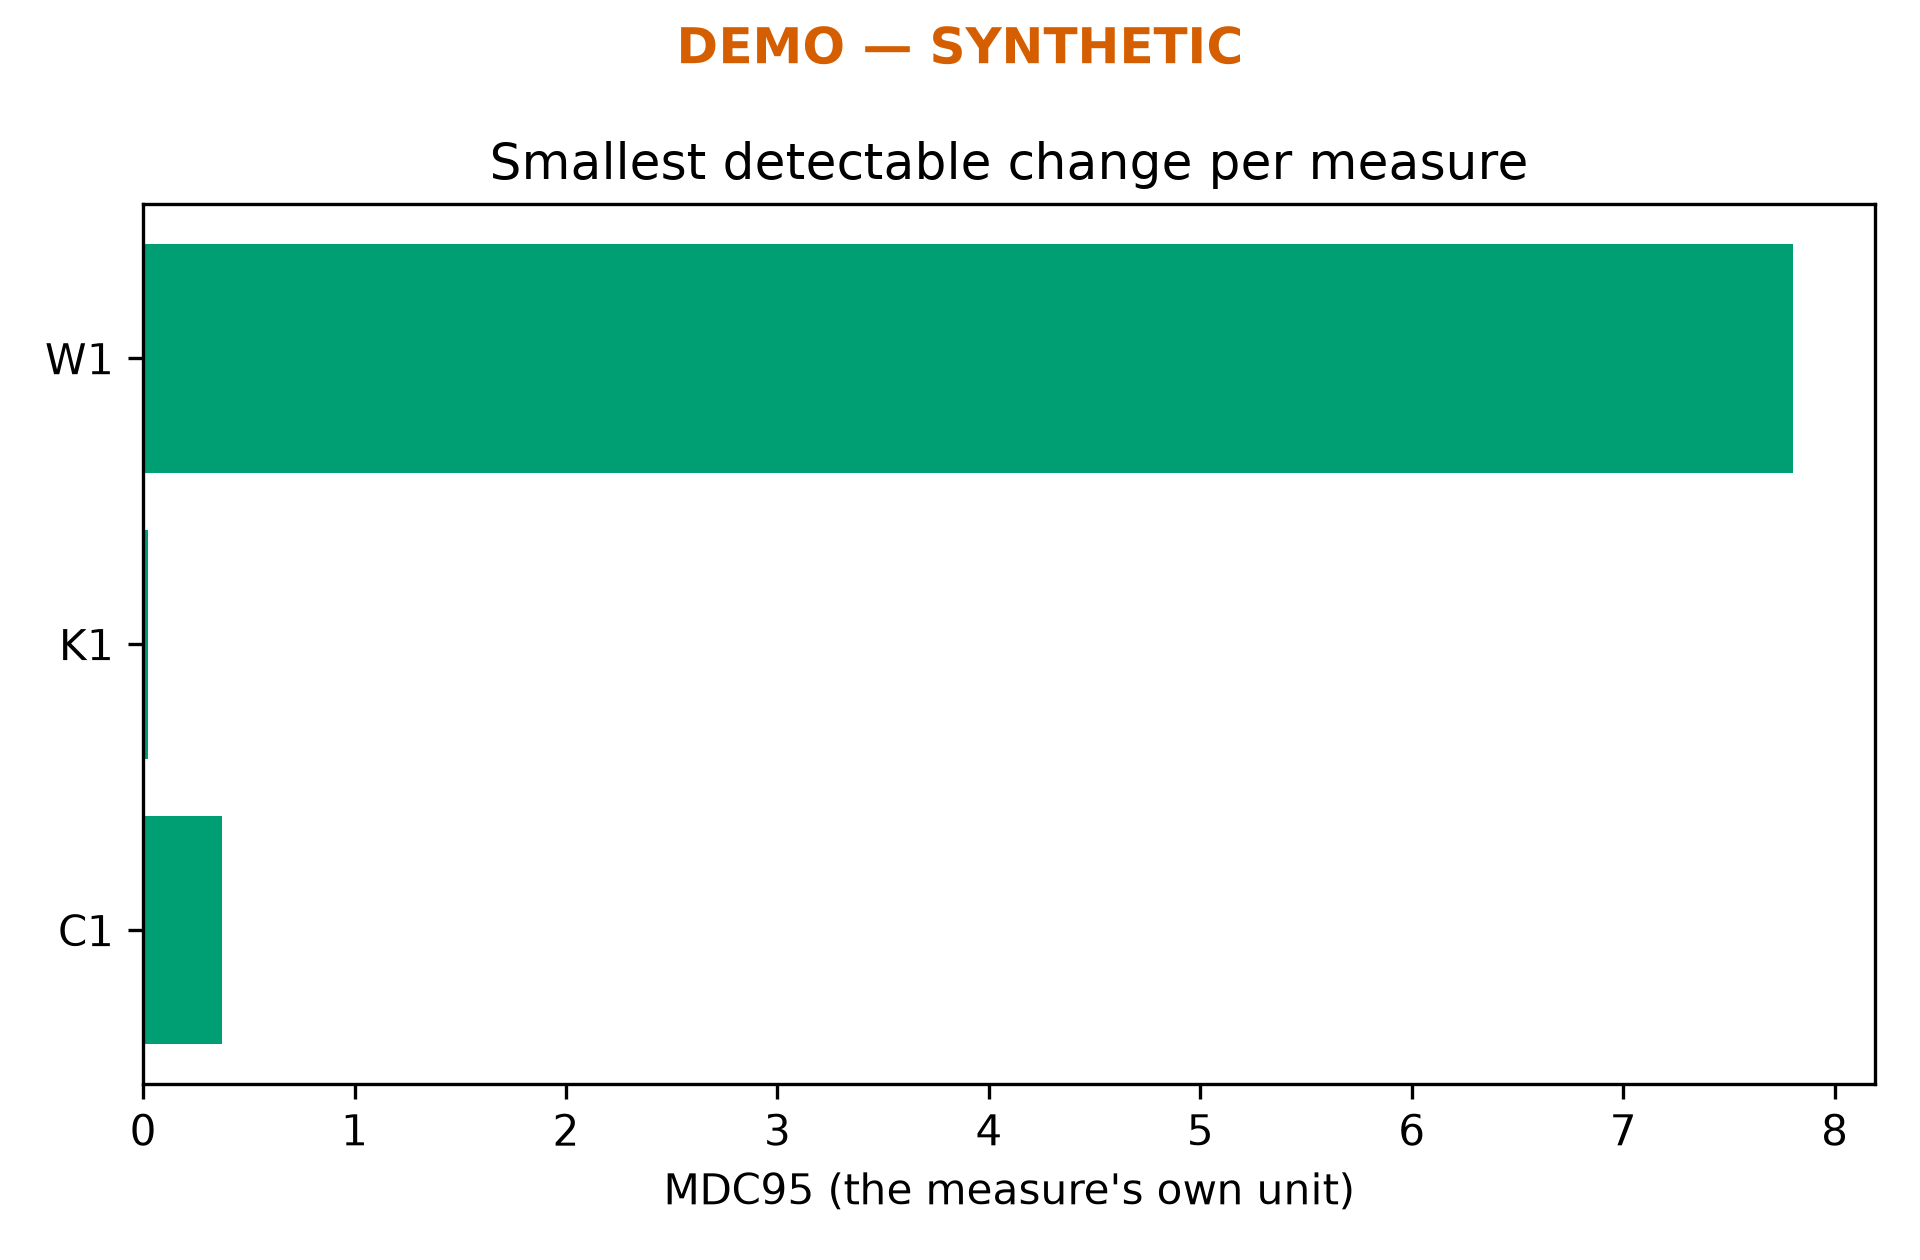 DEMO — SYNTHETIC
Smallest detectable change per measure
W1
K1
C1
0 1 2 3 4 5 6 7 8
MDC95 (the measure's own unit)